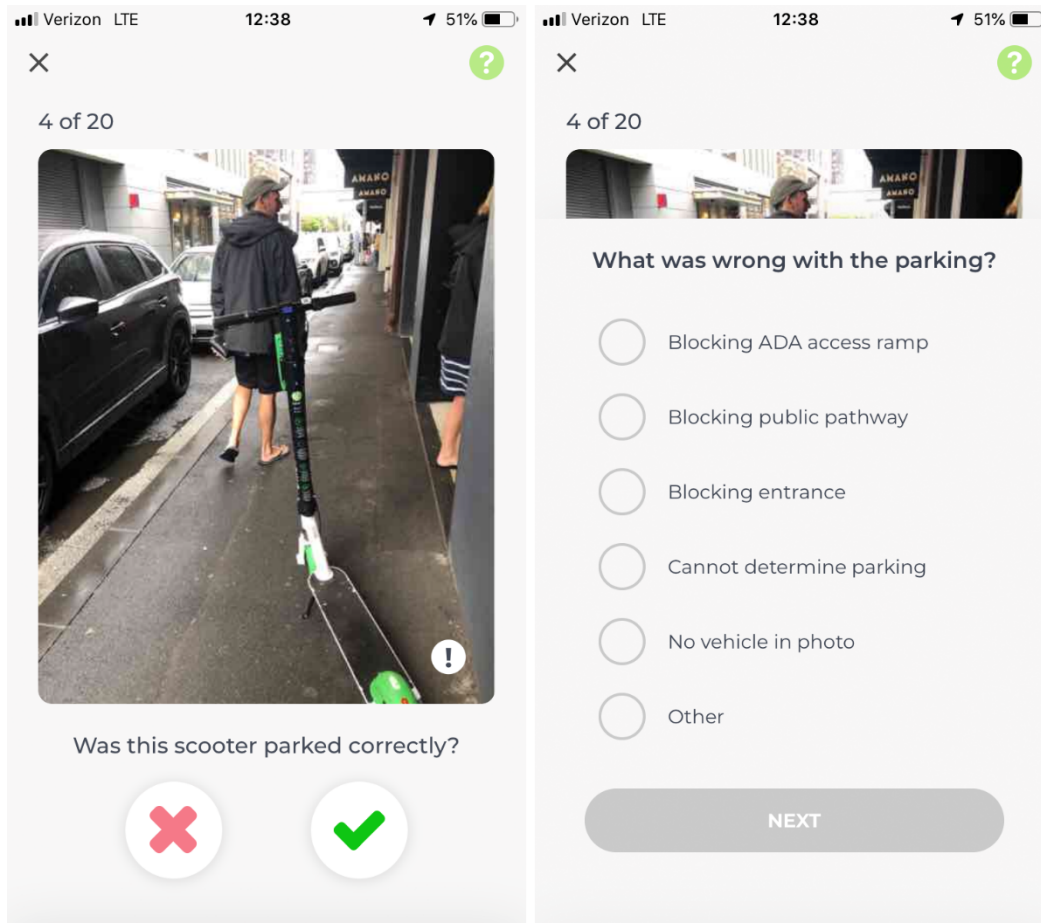 Verizon LTE 12:38 51%
?
4 of 20
AMANO
AMANO
!
Was this scooter parked correctly?
Verizon LTE 12:38 51%
?
4 of 20
AMANO
AMANO
What was wrong with the parking?
Blocking ADA access ramp
Blocking public pathway
Blocking entrance
Cannot determine parking
No vehicle in photo
Other
NEXT